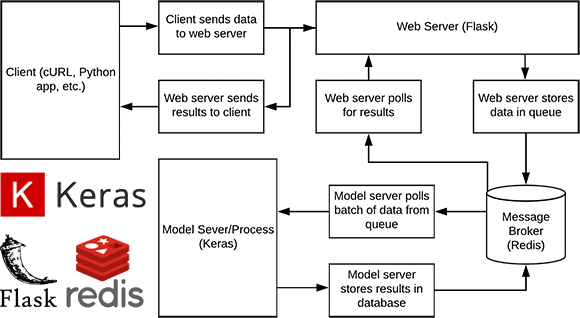 Client (cURL, Python
app, etc.)
Client sends data
to web server
Web server sends
results to client
Web Server (Flask)
Web server polls
for results
Web server stores
data in queue
Message
Broker
(Redis)
Model server polls
batch of data from
queue
Model Sever/Process
(Keras)
Model server
stores results in
database
K Keras
Flask
redis